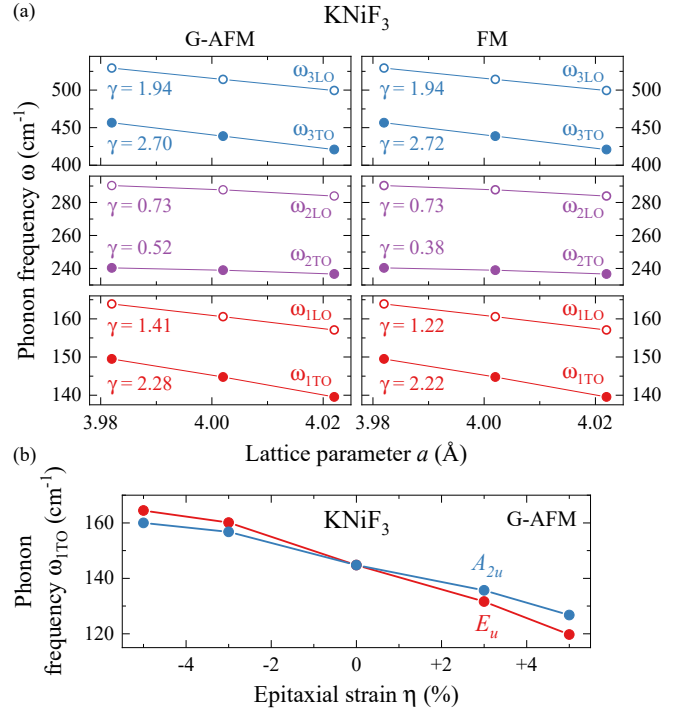 (a)
KNiF3
G-AFM
FM
Phonon frequency ω (cm-1)
500
450
400
ω3LO
γ = 1.94
ω3TO
γ = 2.70
ω3LO
γ = 1.94
ω3TO
γ = 2.72
500
450
400
280
260
240
γ = 0.73
ω2LO
γ = 0.52
ω2TO
γ = 0.73
ω2LO
γ = 0.38
ω2TO
280
260
240
160
150
140
ω1LO
γ = 1.41
ω1TO
γ = 2.28
ω1LO
γ = 1.22
ω1TO
γ = 2.22
160
150
140
3.98
4.00
4.02
3.98
4.00
4.02
Lattice parameter a (Å)
(b)
KNiF3
G-AFM
Phonon
frequency ω1TO (cm-1)
160
140
120
A2u
Eu
-4
-2
0
+2
+4
Epitaxial strain η (%)